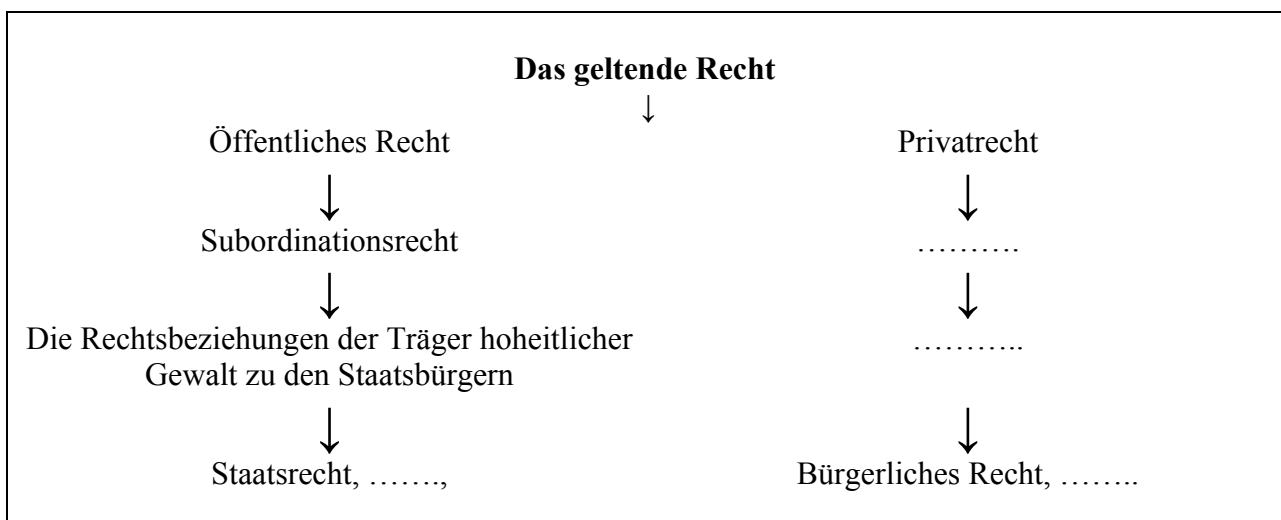 Das geltende Recht
↓
Öffentliches Recht Privatrecht
↓ ↓
Subordinationsrecht ……….
↓ ↓
Die Rechtsbeziehungen der Träger hoheitlicher ………..
Gewalt zu den Staatsbürgern
↓ ↓
Staatsrecht, ……., Bürgerliches Recht, ……..